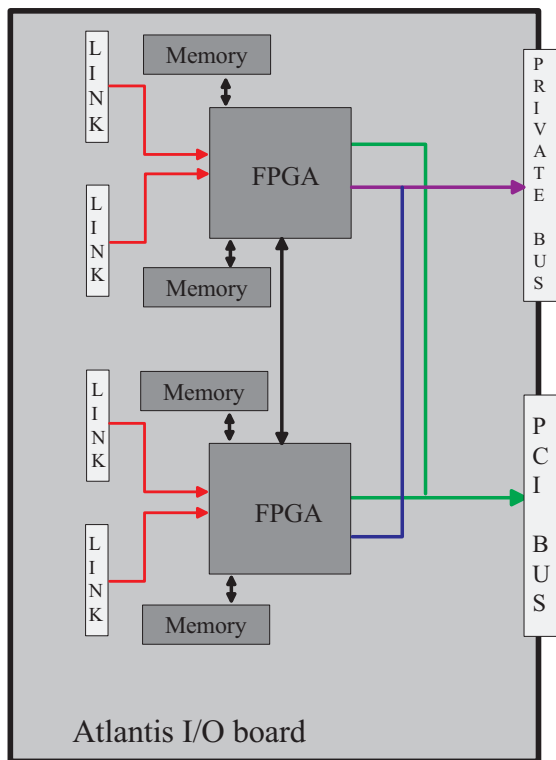 LINK
Memory
PRIVATE BUS
FPGA
LINK
Memory
LINK
Memory
PCI BUS
FPGA
LINK
Memory
Atlantis I/O board